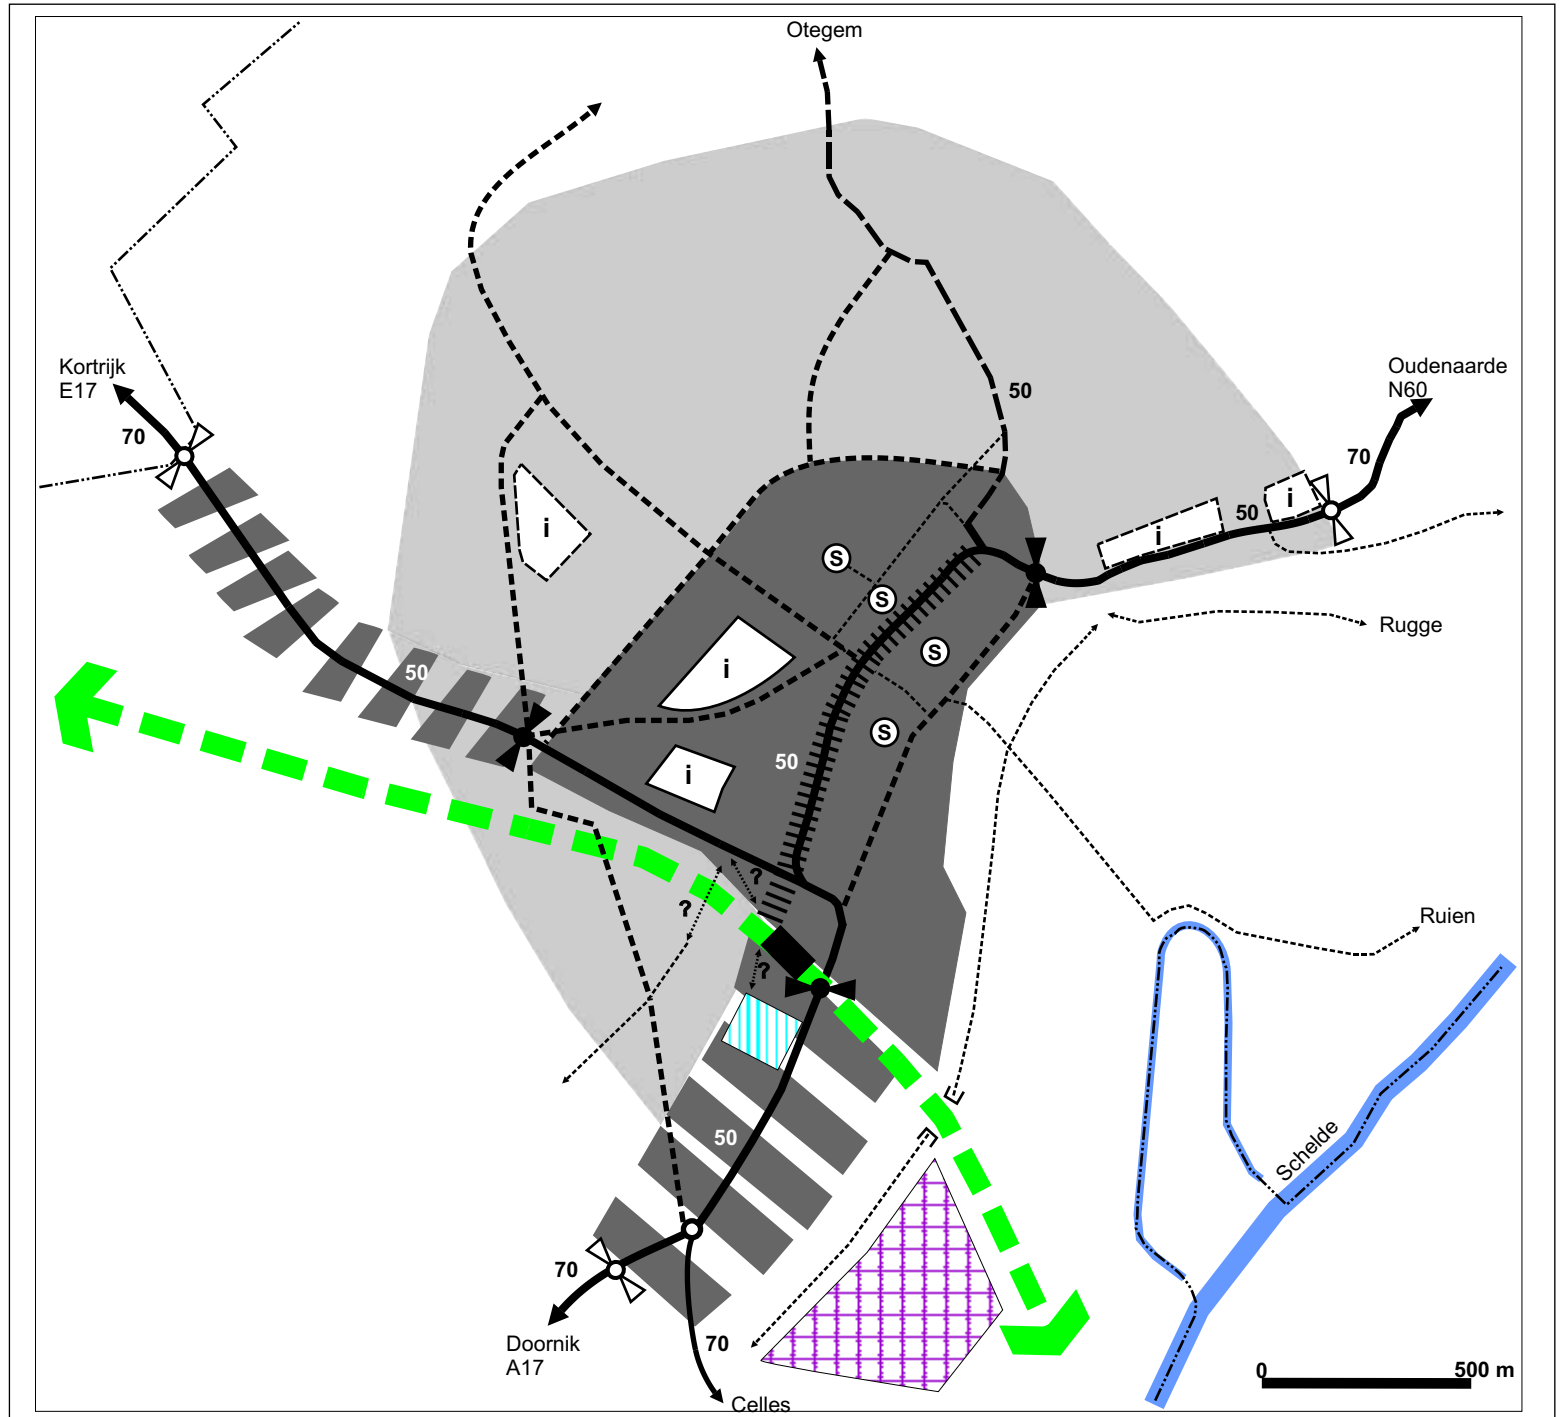 Otegem
Kortrijk
E17
70
50
Oudenaarde
N60
70
i
50
i
i
S
S
Rugge
S
i
50
S
50
i
?
?
Ruien
?
50
Schelde
70
Doornik
A17
70
Celles
0
500 m